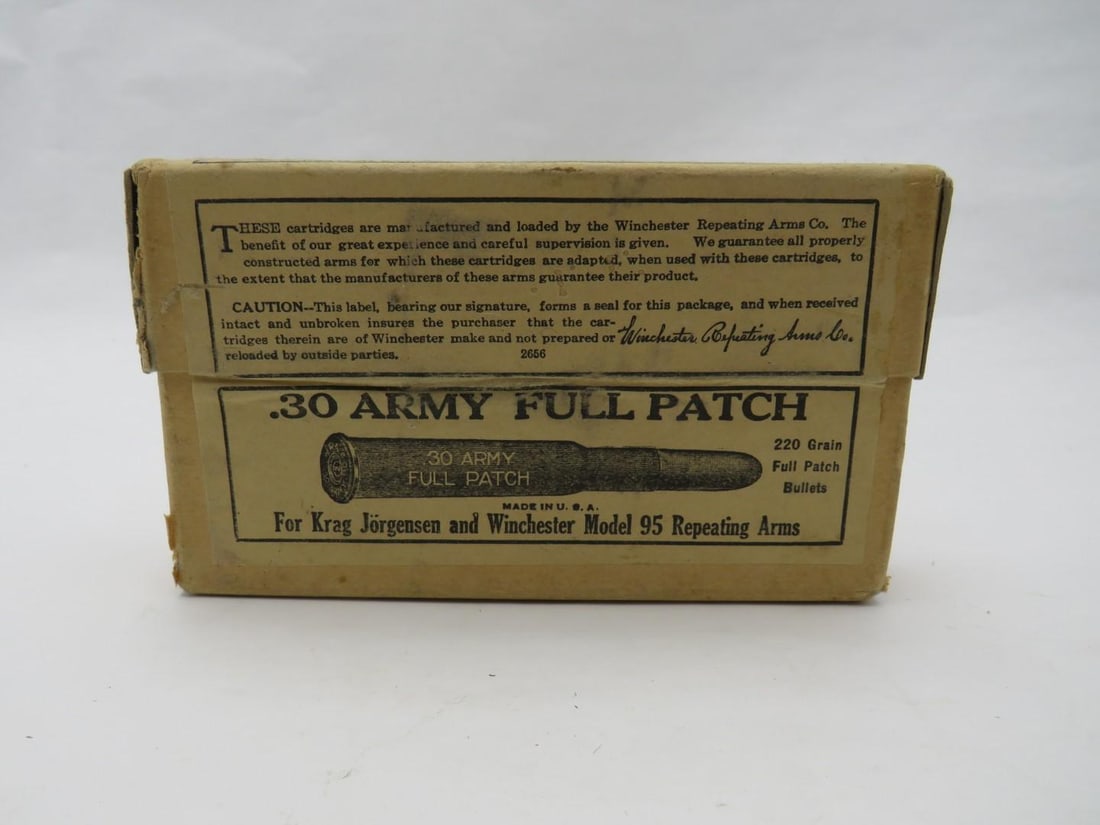 THESE cartridges are manufactured and loaded by the Winchester Repeating Arms Co. The
benefit of our great experience and careful supervision is given. We guarantee all properly
constructed arms for which these cartridges are adapted, when used with these cartridges, to
the extent that the manufacturers of these arms guarantee their product.
CAUTION--This label, bearing our signature, forms a seal for this package, and when received
intact and unbroken insures the purchaser that the car-
tridges therein are of Winchester make and not prepared or Winchester Repeating Arms Co.
reloaded by outside parties. 2656
.30 ARMY FULL PATCH
.30 ARMY
FULL PATCH
220 Grain
Full Patch
Bullets
MADE IN U.S.A.
For Krag Jörgensen and Winchester Model 95 Repeating Arms